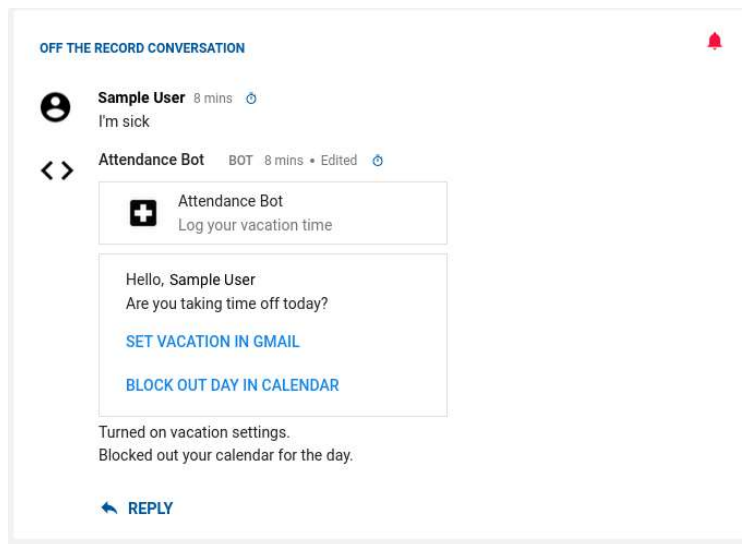 OFF THE RECORD CONVERSATION
Sample User 8 mins
I'm sick
Attendance Bot BOT 8 mins • Edited
Attendance Bot
Log your vacation time
Hello, Sample User
Are you taking time off today?
SET VACATION IN GMAIL
BLOCK OUT DAY IN CALENDAR
Turned on vacation settings.
Blocked out your calendar for the day.
REPLY